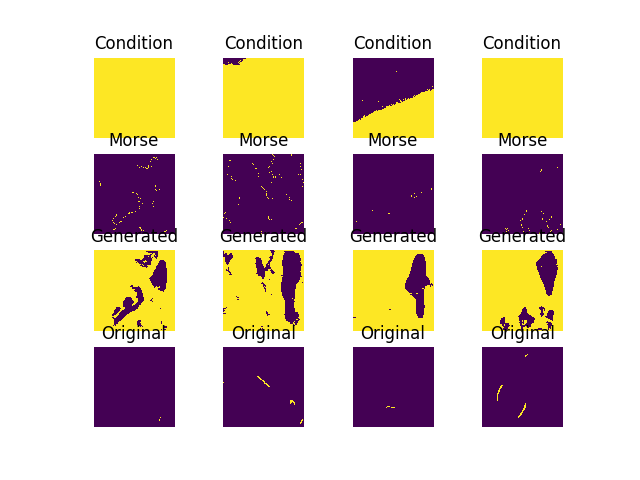 Condition Condition Condition Condition
Morse Morse Morse Morse
Generated Generated Generated Generated
Original Original Original Original